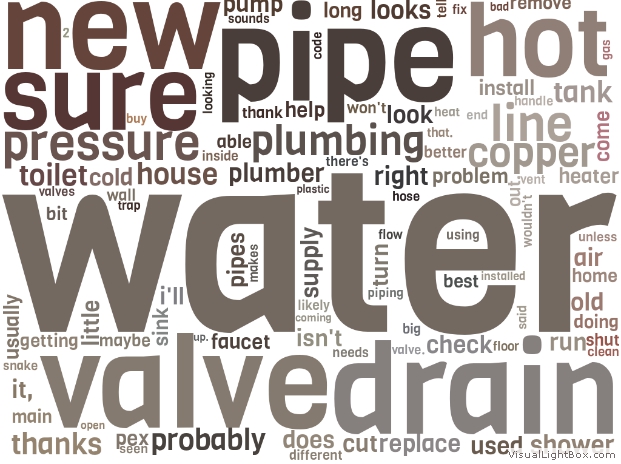 new
2
pump
sounds
long looks
tell
fix
bad
remove
hot
gas
sure
looking
pipe
code
buy
thank help won't look heat end
install
handle
tank
line
come
pressure
inside
able plumbing that.
better
copper
toilet cold house plumber there's right problem out. vent heater
valves
wall
trap
bit
plastic
hose
wouldn't
water
pipes
makes
supply
turn
flow
using
best installed
unless
air
home
old
doing
usually
little
sink
i'll
likely
coming
piping
big
said
getting maybe up. faucet isn't
needs
valve. check floor run shut
clean
snake
it,
main
open
valve drain
thanks pex
seen
probably does
different
cut replace used shower
VisualLightBox.com